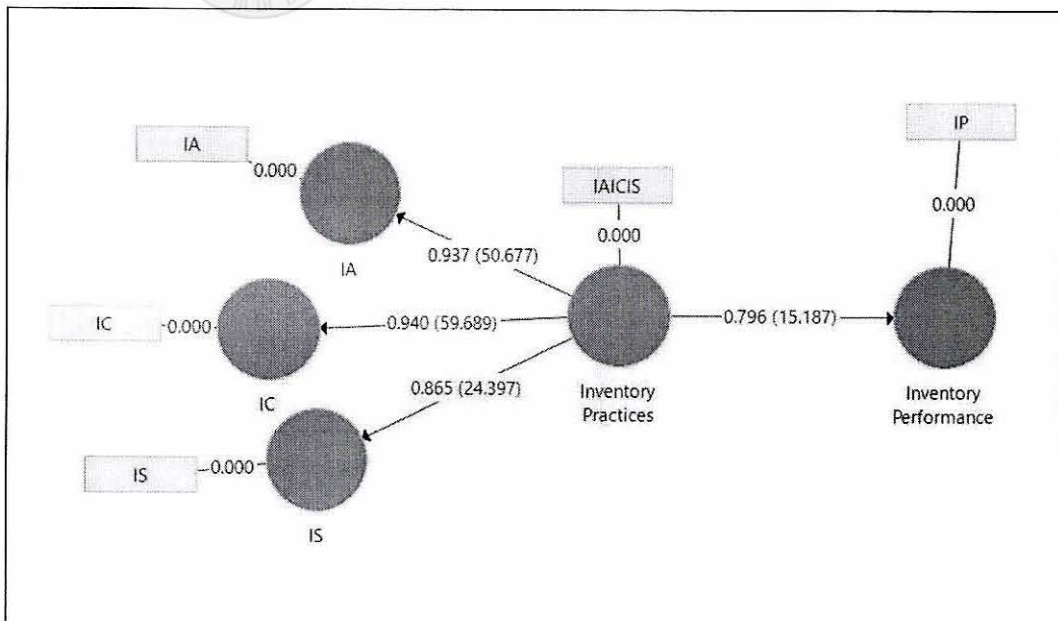 IA
0.000
IA
IC
0.000
IC
IS
0.000
IS
0.937 (50.677)
0.940 (59.689)
0.865 (24.397)
IAICIS
0.000
Inventory
Practices
0.796 (15.187)
IP
0.000
Inventory
Performance